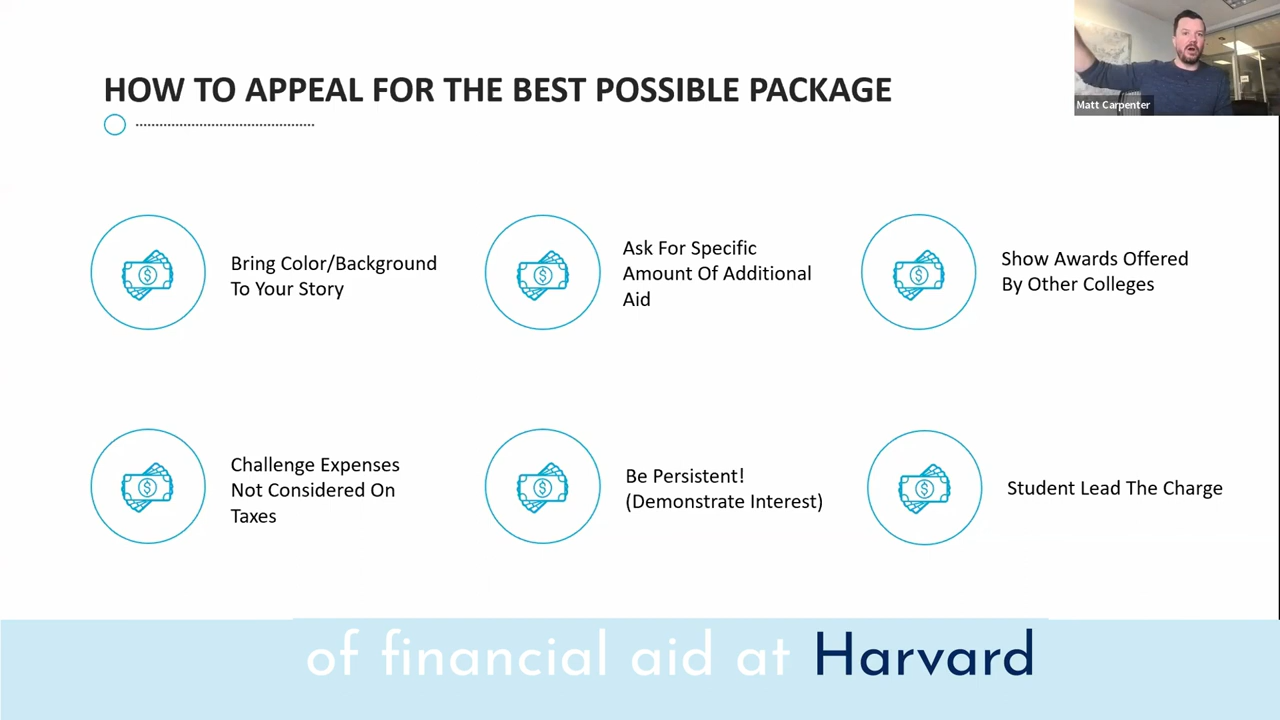 HOW TO APPEAL FOR THE BEST POSSIBLE PACKAGE
Matt Carpenter
Bring Color/Background
To Your Story
Ask For Specific
Amount Of Additional
Aid
Show Awards Offered
By Other Colleges
Challenge Expenses
Not Considered On
Taxes
Be Persistent!
(Demonstrate Interest)
Student Lead The Charge
of financial aid at Harvard